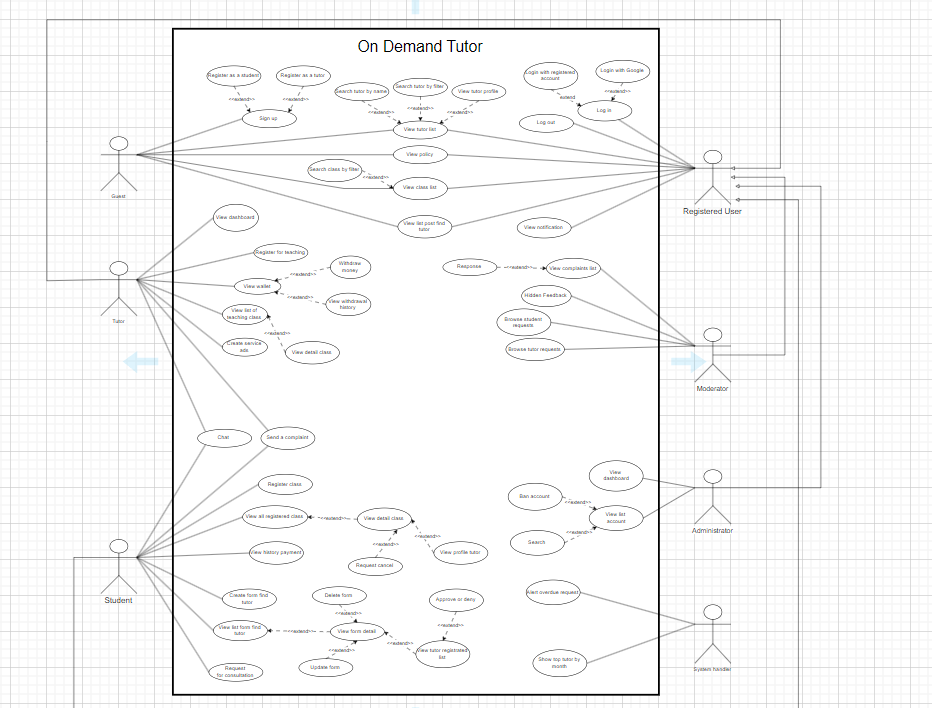 On Demand Tutor
Register as a student
Register as a tutor
<<extend>>
<<extend>>
Sign up
Search tutor by name
Search tutor by filter
View tutor profile
<<extend>>
<<extend>>
<<extend>>
View tutor list
Login with registered
account
Login with Google
extend
<<extend>>
Log in
Log out
View policy
Search class by filter
<<extend>>
View class list
View list post find
tutor
View notification
Guest
Registered User
View dashboard
Register for teaching
Withdraw
money
<<extend>>
View wallet
<<extend>>
View withdrawal
history
View list of
teaching class
<<extend>>
Create service
ads
View detail class
Tutor
Response
<<extend>>
View complaints list
Hidden Feedback
Browse student
requests
Browse tutor requests
Moderator
Chat
Send a complaint
Register class
View all registered class
<<extend>>
View detail class
<<extend>>
<<extend>>
View history payment
Request cancel
View profile tutor
View
dashboard
Ban account
<<extend>>
View list
account
<<extend>>
Search
Administrator
Student
Create form find
tutor
Delete form
Approve or deny
<<extend>>
<<extend>>
View list form find
tutor
<<extend>>
View form detail
<<extend>>
<<extend>>
View tutor registrated
list
Update form
Request
for consultation
Alert overdue request
Show top tutor by
month
System handler